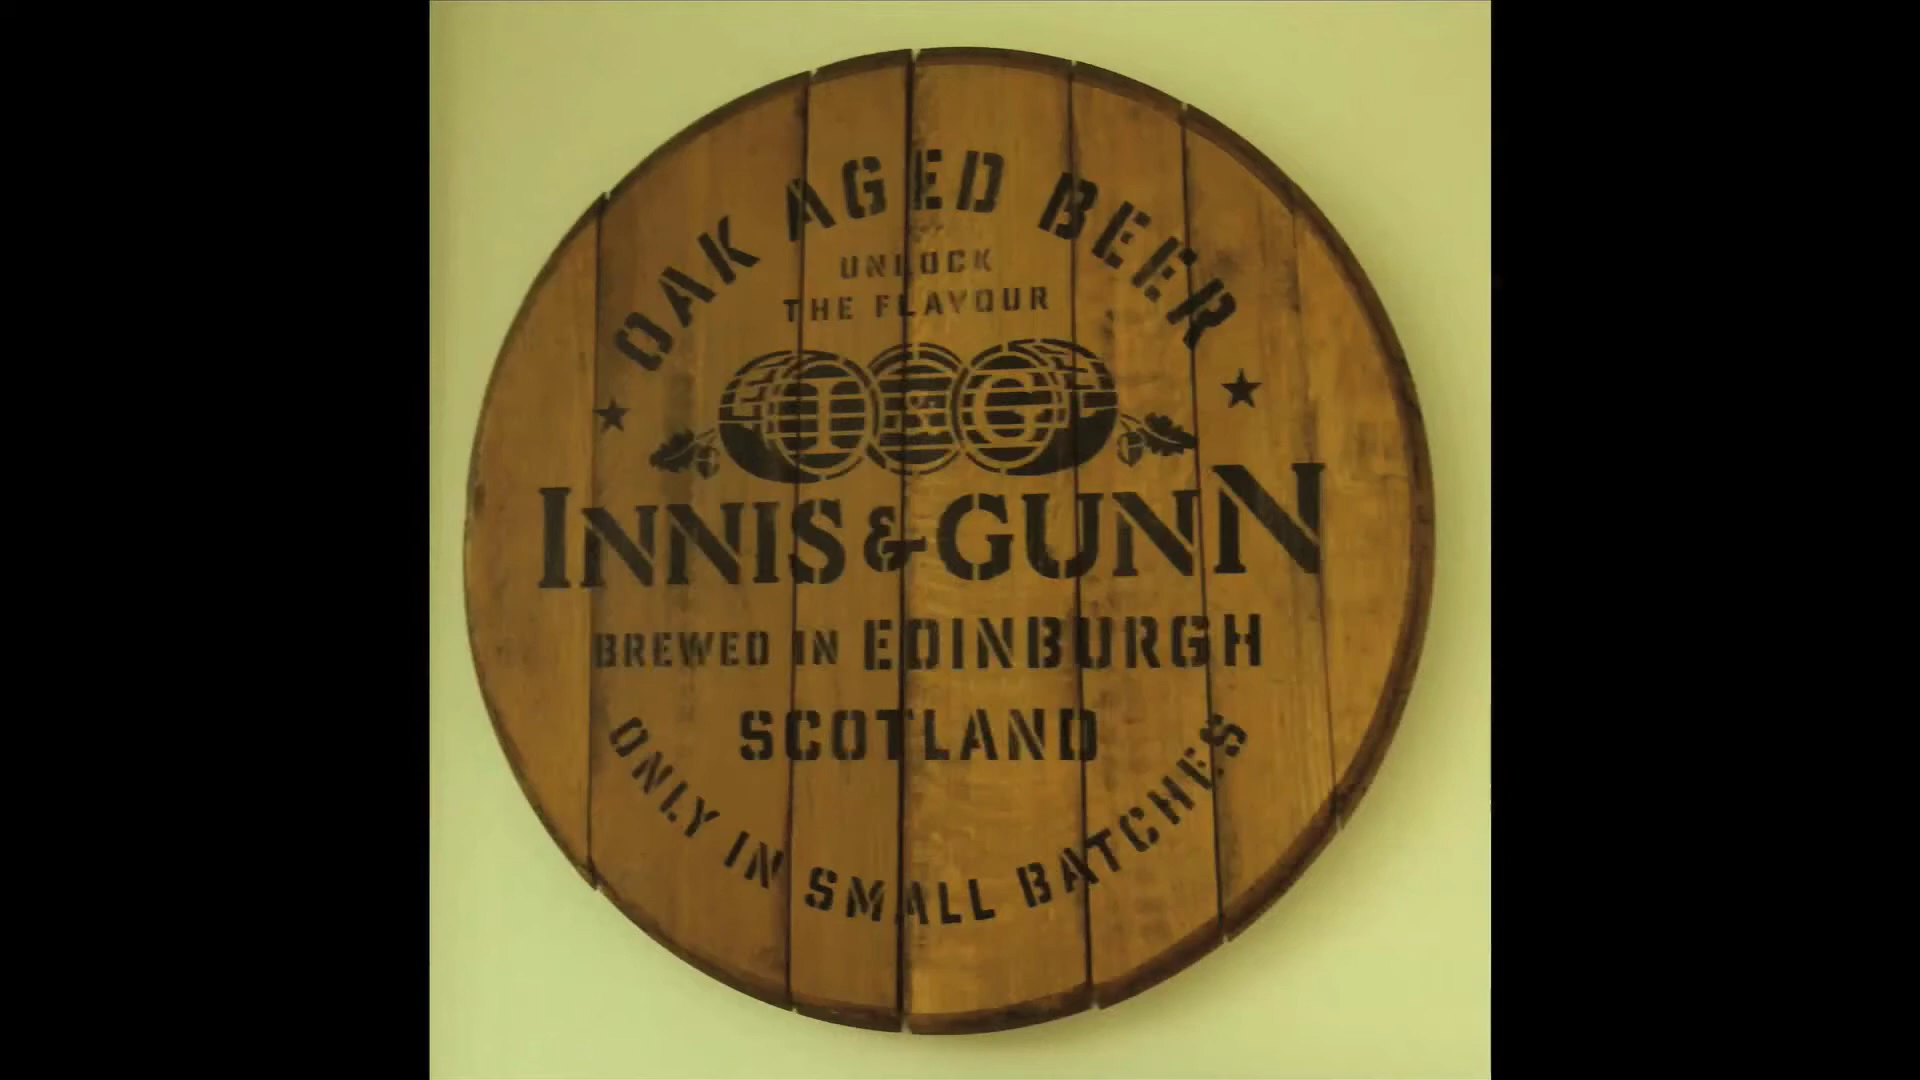 OAK AGED BEER
UNLOCK
THE FLAVOUR
I & G
INNIS & GUNN
BREWED IN EDINBURGH
SCOTLAND
ONLY IN SMALL BATCHES